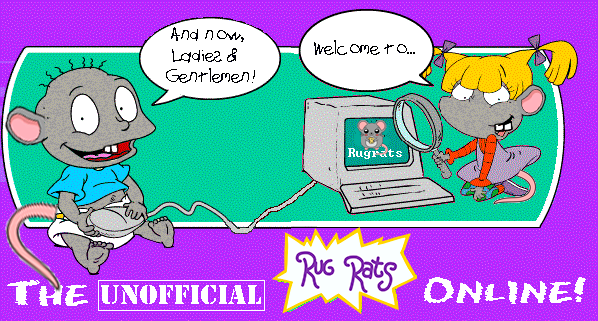 And now,
Ladies &
Gentlemen!
Welcome to...
Rugrats
THE UNOFFICIAL RUG RATS ONLINE!